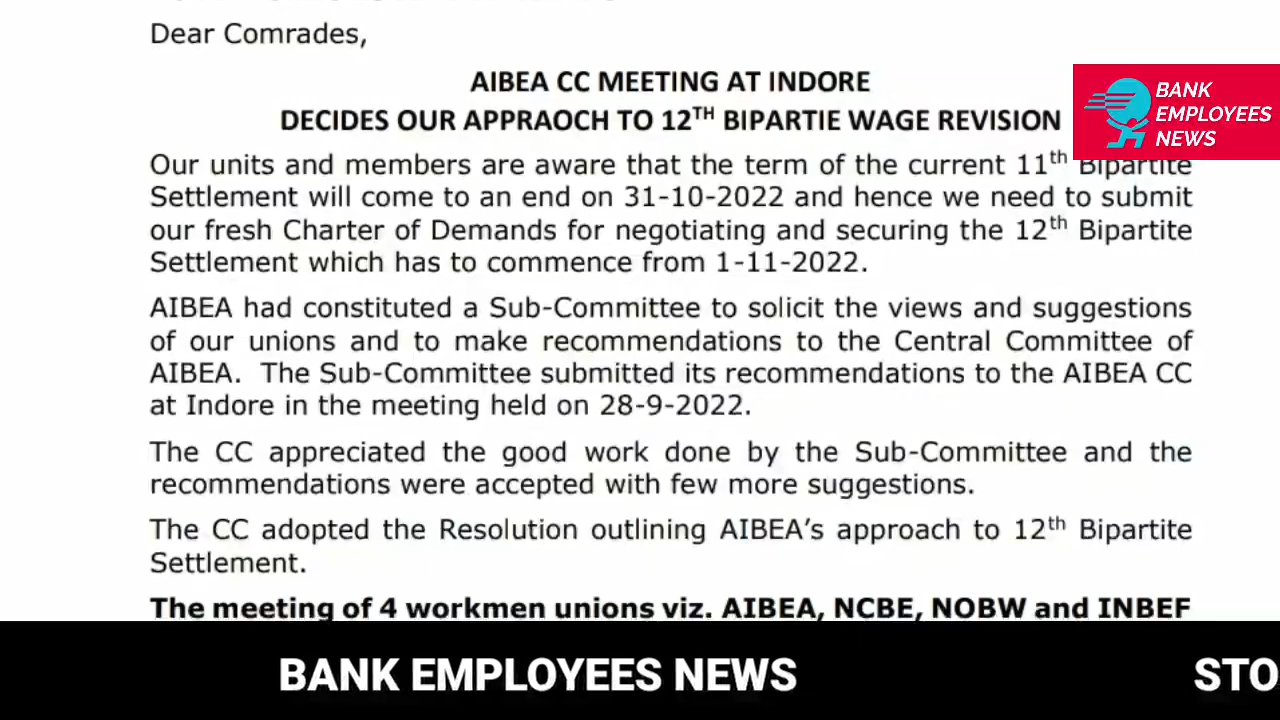 Dear Comrades,
AIBEA CC MEETING AT INDORE
DECIDES OUR APPRAOCH TO 12TH BIPARTIE WAGE REVISION
BANK
EMPLOYEES
NEWS
Our units and members are aware that the term of the current 11th Bipartite
Settlement will come to an end on 31-10-2022 and hence we need to submit
our fresh Charter of Demands for negotiating and securing the 12th Bipartite
Settlement which has to commence from 1-11-2022.
AIBEA had constituted a Sub-Committee to solicit the views and suggestions
of our unions and to make recommendations to the Central Committee of
AIBEA. The Sub-Committee submitted its recommendations to the AIBEA CC
at Indore in the meeting held on 28-9-2022.
The CC appreciated the good work done by the Sub-Committee and the
recommendations were accepted with few more suggestions.
The CC adopted the Resolution outlining AIBEA's approach to 12th Bipartite
Settlement.
The meeting of 4 workmen unions viz. AIBEA, NCBE, NOBW and INBEF
BANK EMPLOYEES NEWS STO